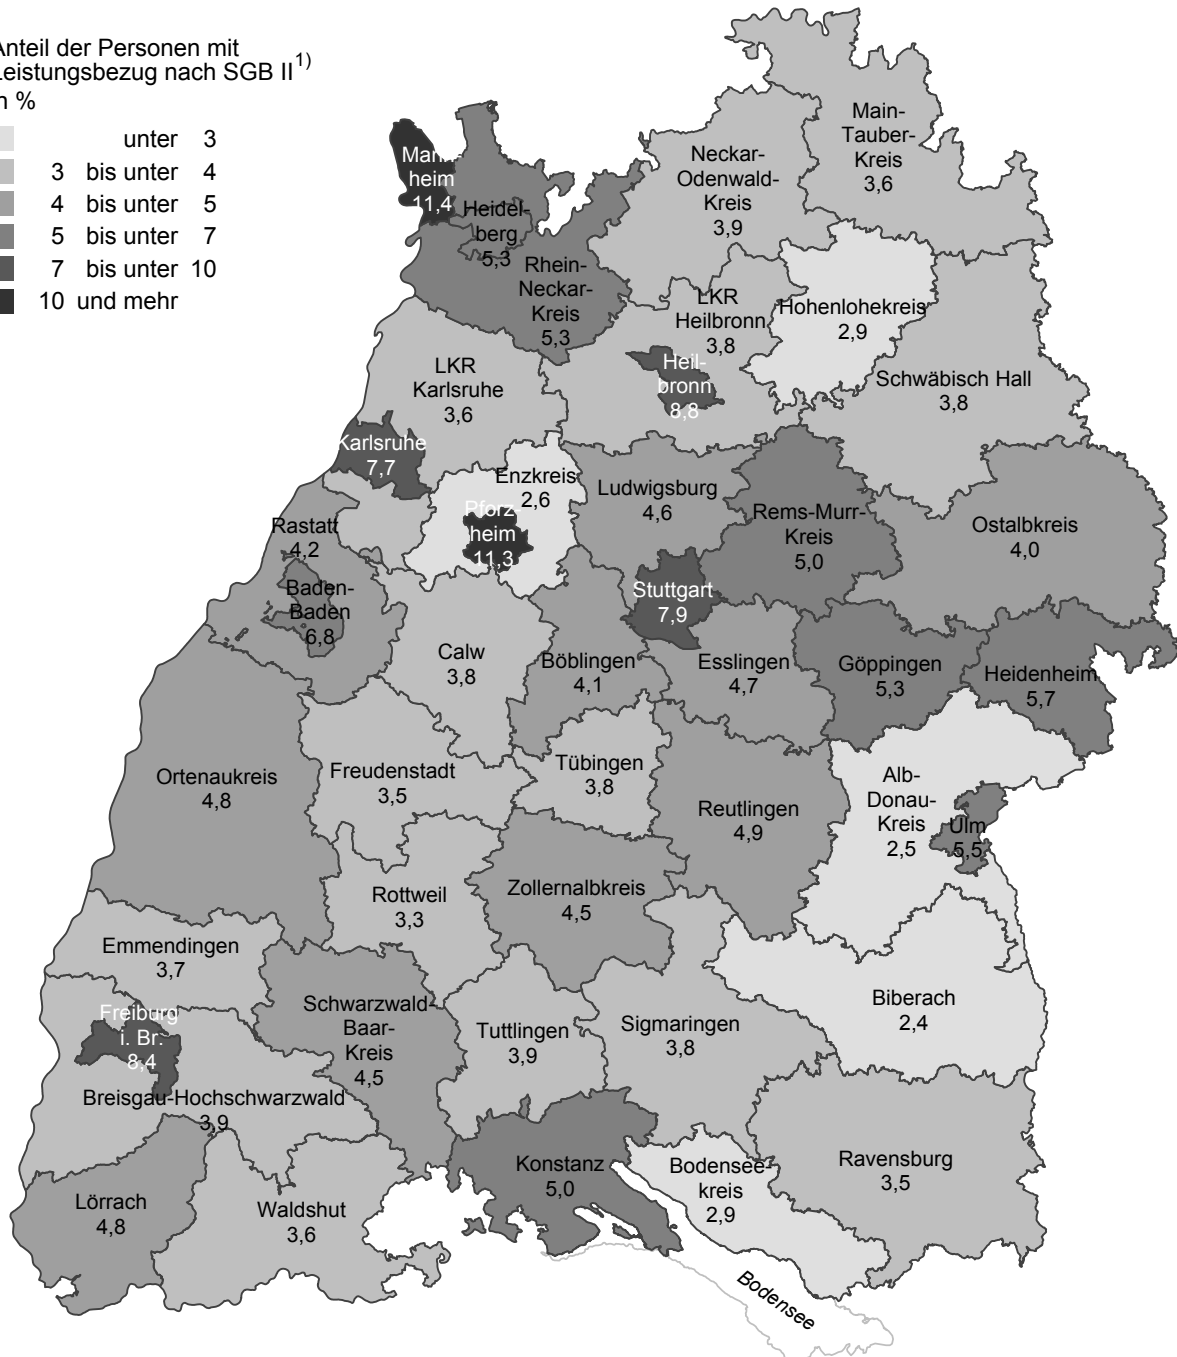 Anteil der Personen mit
Leistungsbezug nach SGB II1)
in %
unter 3
3 bis unter 4
4 bis unter 5
5 bis unter 7
7 bis unter 10
10 und mehr
Main-
Tauber-
Kreis
3,6
Neckar-
Odenwald-
Kreis
3,9
Mann-
heim
11,4
Heidel-
berg
5,3
Rhein-
Neckar-
Kreis
5,3
LKR
Heilbronn
3,8
Hohenlohekreis
2,9
Heil-
bronn
8,8
Schwäbisch Hall
3,8
LKR
Karlsruhe
3,6
Karlsruhe
7,7
Enzkreis
2,6
Pforz-
heim
11,3
Ludwigsburg
4,6
Rems-Murr-
Kreis
5,0
Ostalbkreis
4,0
Rastatt
4,2
Baden-
Baden
6,8
Stuttgart
7,9
Calw
3,8
Böblingen
4,1
Esslingen
4,7
Göppingen
5,3
Heidenheim
5,7
Ortenaukreis
4,8
Freudenstadt
3,5
Tübingen
3,8
Reutlingen
4,9
Alb-
Donau-
Kreis
2,5
Ulm
5,5
Rottweil
3,3
Zollernalbkreis
4,5
Emmendingen
3,7
Freiburg
i. Br.
8,4
Schwarzwald-
Baar-
Kreis
4,5
Tuttlingen
3,9
Sigmaringen
3,8
Biberach
2,4
Breisgau-Hochschwarzwald
3,9
Lörrach
4,8
Waldshut
3,6
Konstanz
5,0
Bodensee-
kreis
2,9
Ravensburg
3,5
Bodensee